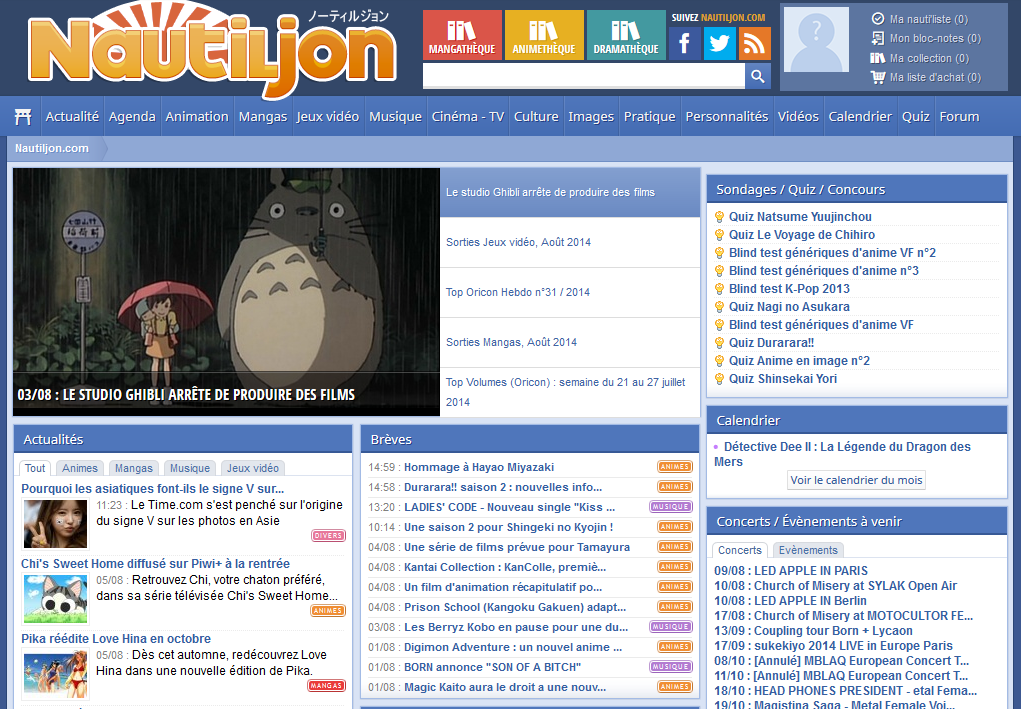 Nautiljon
ノーティルジョン
MANGATHÈQUE
ANIMETHÈQUE
DRAMATHÈQUE
SUIVEZ NAUTILJON.COM
Ma nauti'liste (0)
Mon bloc-notes (0)
Ma collection (0)
Ma liste d'achat (0)
Actualité Agenda Animation Mangas Jeux vidéo Musique Cinéma - TV Culture Images Pratique Personnalités Vidéos Calendrier Quiz Forum
Nautiljon.com
03/08 : LE STUDIO GHIBLI ARRÊTE DE PRODUIRE DES FILMS
Le studio Ghibli arrête de produire des films
Sorties Jeux vidéo, Août 2014
Top Oricon Hebdo n°31 / 2014
Sorties Mangas, Août 2014
Top Volumes (Oricon) : semaine du 21 au 27 juillet
2014
Actualités
Tout Animes Mangas Musique Jeux vidéo
Pourquoi les asiatiques font-ils le signe V sur...
11:23 : Le Time.com s'est penché sur l'origine
du signe V sur les photos en Asie
DIVERS
Chi's Sweet Home diffusé sur Piwi+ à la rentrée
05/08 : Retrouvez Chi, votre chaton préféré,
dans sa série télévisée Chi's Sweet Home...
ANIMES
Pika réédite Love Hina en octobre
05/08 : Dès cet automne, redécouvrez Love
Hina dans une nouvelle édition de Pika.
MANGAS
Brèves
14:59 : Hommage à Hayao Miyazaki ANIMES
14:58 : Durarara!! saison 2 : nouvelles info... ANIMES
13:20 : LADIES' CODE - Nouveau single "Kiss ... MUSIQUE
10:14 : Une saison 2 pour Shingeki no Kyojin ! ANIMES
04/08 : Une série de films prévue pour Tamayura ANIMES
04/08 : Kantai Collection : KanColle, premiè... ANIMES
04/08 : Un film d'animation récapitulatif po... ANIMES
04/08 : Prison School (Kangoku Gakuen) adapt... ANIMES
03/08 : Les Berryz Kobo en pause pour une du... MUSIQUE
01/08 : Digimon Adventure : un nouvel anime ... ANIMES
01/08 : BORN annonce "SON OF A BITCH" MUSIQUE
01/08 : Magic Kaito aura le droit a une nouv... ANIMES
Sondages / Quiz / Concours
Quiz Natsume Yuujinchou
Quiz Le Voyage de Chihiro
Blind test génériques d'anime VF n°2
Blind test génériques d'anime n°3
Blind test K-Pop 2013
Quiz Nagi no Asukara
Blind test génériques d'anime VF
Quiz Durarara!!
Quiz Anime en image n°2
Quiz Shinsekai Yori
Calendrier
Détective Dee II : La Légende du Dragon des
Mers
Voir le calendrier du mois
Concerts / Évènements à venir
Concerts Evènements
09/08 : LED APPLE IN PARIS
10/08 : Church of Misery at SYLAK Open Air
10/08 : LED APPLE IN Berlin
17/08 : Church of Misery at MOTOCULTOR FE...
13/09 : Coupling tour Born + Lycaon
17/09 : sukekiyo 2014 LIVE in Europe Paris
08/10 : [Annulé] MBLAQ European Concert T...
11/10 : [Annulé] MBLAQ European Concert T...
18/10 : HEAD PHONES PRESIDENT - etal Fema...
19/10 : Magistina Saga - Metal Female Voi...